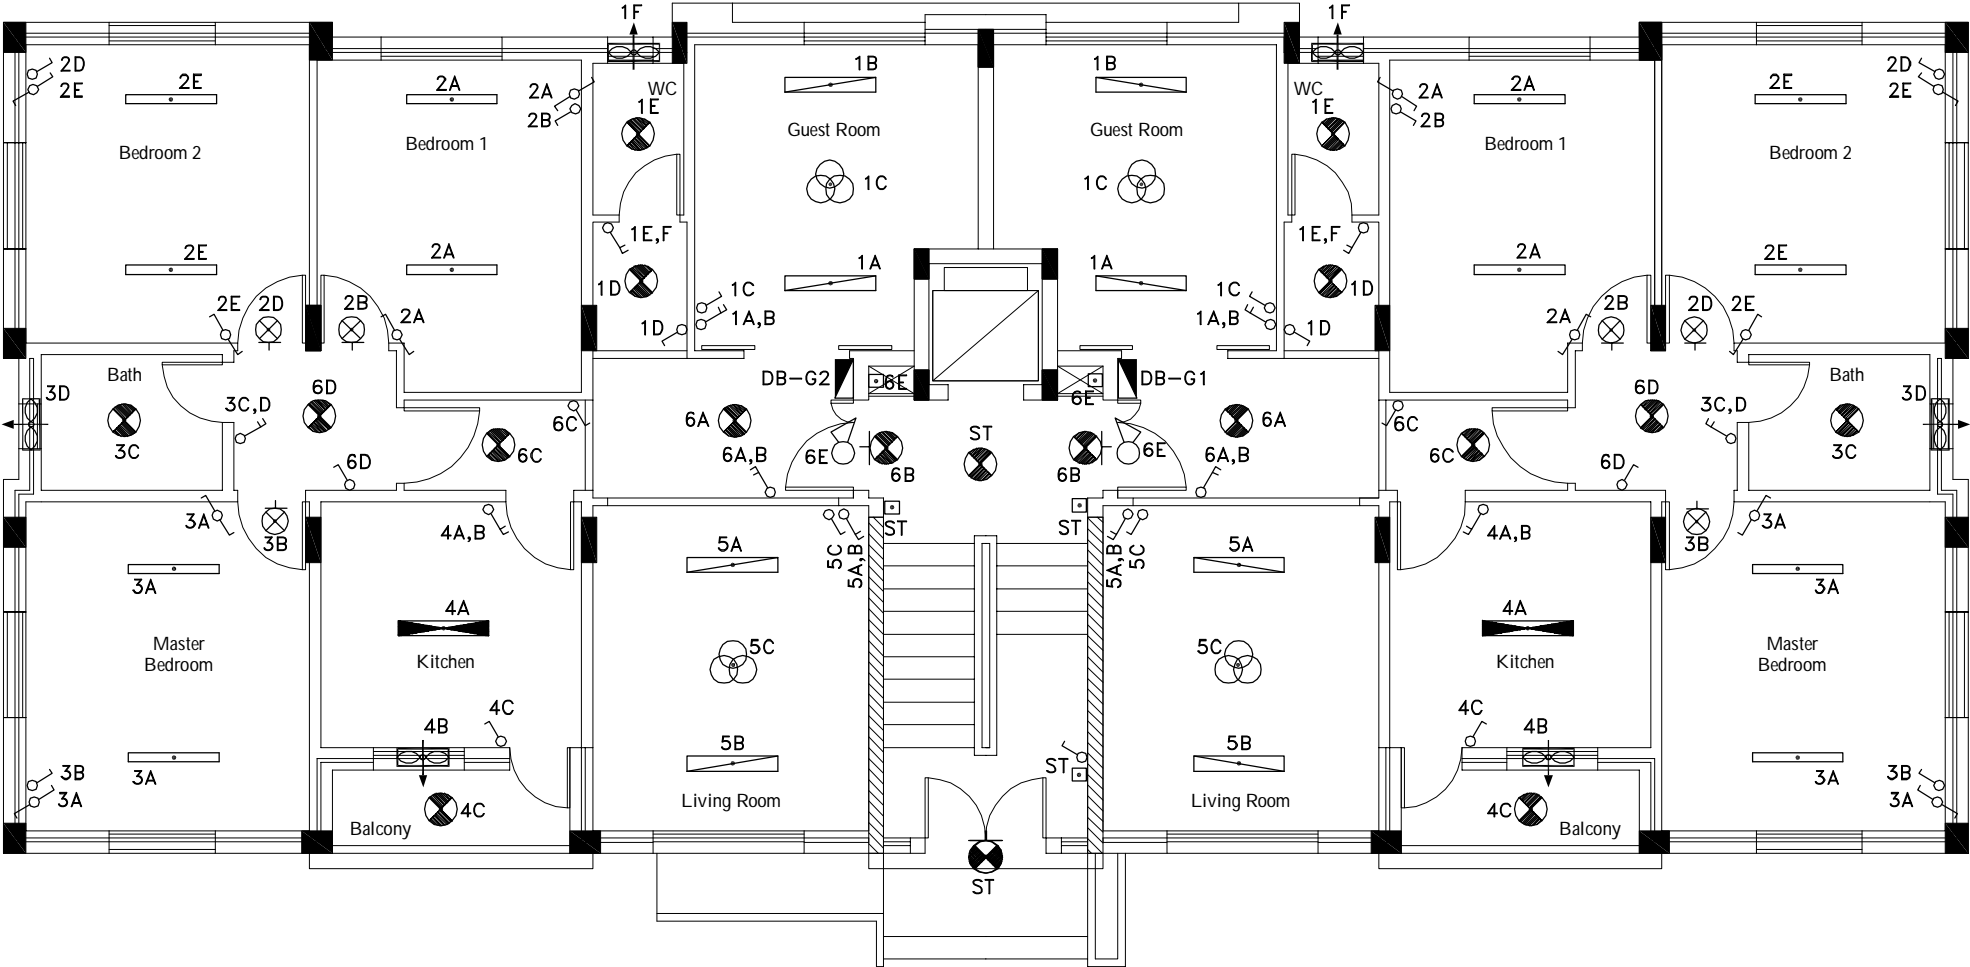 1F
1F
2D
2E
2E
2A
2A
2B
WC
1E
1B
1B
WC
1E
2A
2B
2A
2E
2D
2E
Bedroom 2
Bedroom 1
Guest Room
Guest Room
Bedroom 1
Bedroom 2
1C
1C
2E
2A
1E,F
1A
1A
1E,F
2A
2E
2E
2D
2B
2A
1D
1D
1C
1A,B
1C
1A,B
1D
1D
2A
2B
2D
2E
Bath
3D
3C
3C,D
6D
6D
6C
6C
DB-G2
6E
6A
6A,B
6E
6B
ST
6E
DB-G1
6B
6E
6A
6A,B
6C
6C
6D
6D
3C,D
Bath
3D
3C
3A
3B
4A,B
5C
5A,B
ST
ST
5A,B
5C
4A,B
3B
3A
3A
4A
5A
5A
4A
3A
Master
Bedroom
Kitchen
5C
5C
Kitchen
Master
Bedroom
3B
3A
3A
4B
4C
4C
5B
ST
5B
4C
4B
4C
3A
3B
3A
Balcony
Living Room
Living Room
Balcony
ST